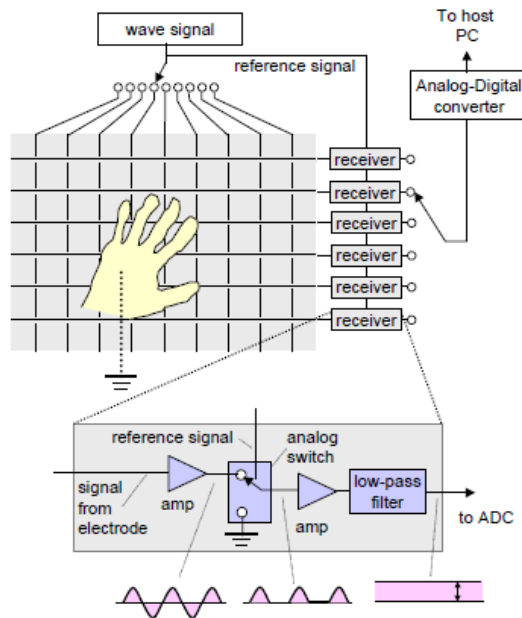 wave signal
To host
PC
reference signal
Analog-Digital
converter
receiver
receiver
receiver
receiver
receiver
receiver
reference signal
analog
switch
signal
from
electrode
amp
amp
low-pass
filter
to ADC